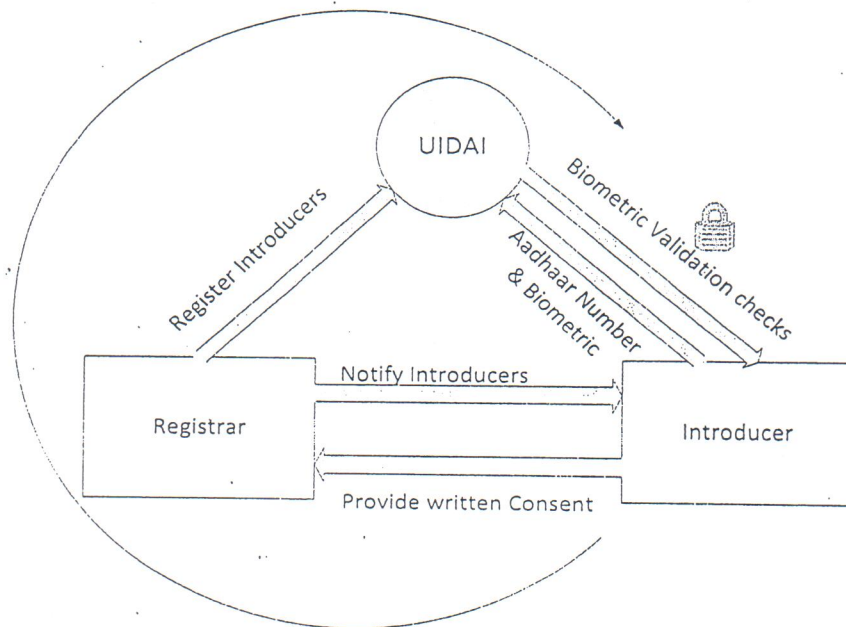 UIDAI
Register Introducers
Biometric Validation checks
Aadhaar Number
& Biometric
Notify Introducers
Registrar
Introducer
Provide written Consent